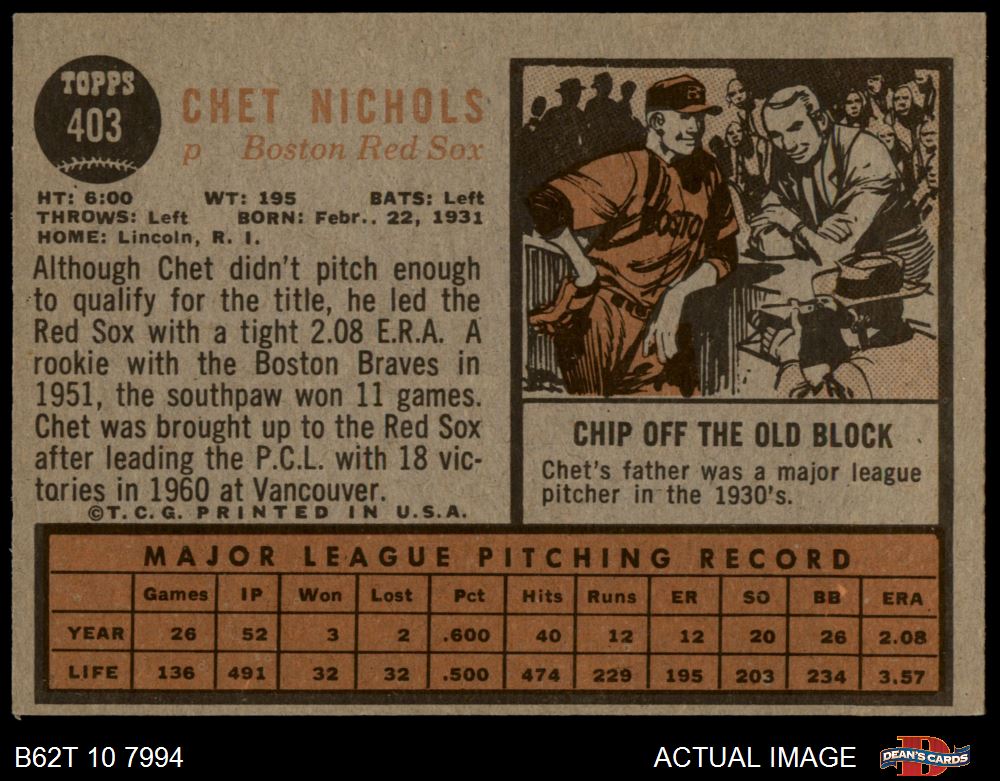 TOPPS
403
CHET NICHOLS
p Boston Red Sox
HT: 6:00 WT: 195 BATS: Left
THROWS: Left BORN: Febr.. 22, 1931
HOME: Lincoln, R. I.
Although Chet didn't pitch enough
to qualify for the title, he led the
Red Sox with a tight 2.08 E.R.A. A
rookie with the Boston Braves in
1951, the southpaw won 11 games.
Chet was brought up to the Red Sox
after leading the P.C.L. with 18 vic-
tories in 1960 at Vancouver.
©T.C.G. PRINTED IN U.S.A.
B
BOSTON
CHIP OFF THE OLD BLOCK
Chet's father was a major league
pitcher in the 1930's.
MAJOR LEAGUE PITCHING RECORD
Games IP Won Lost Pct Hits Runs ER SO BB ERA
YEAR 26 52 3 2 .600 40 12 12 20 26 2.08
LIFE 136 491 32 32 .500 474 229 195 203 234 3.57
B62T 10 7994
ACTUAL IMAGE
D
DEAN'S CARDS